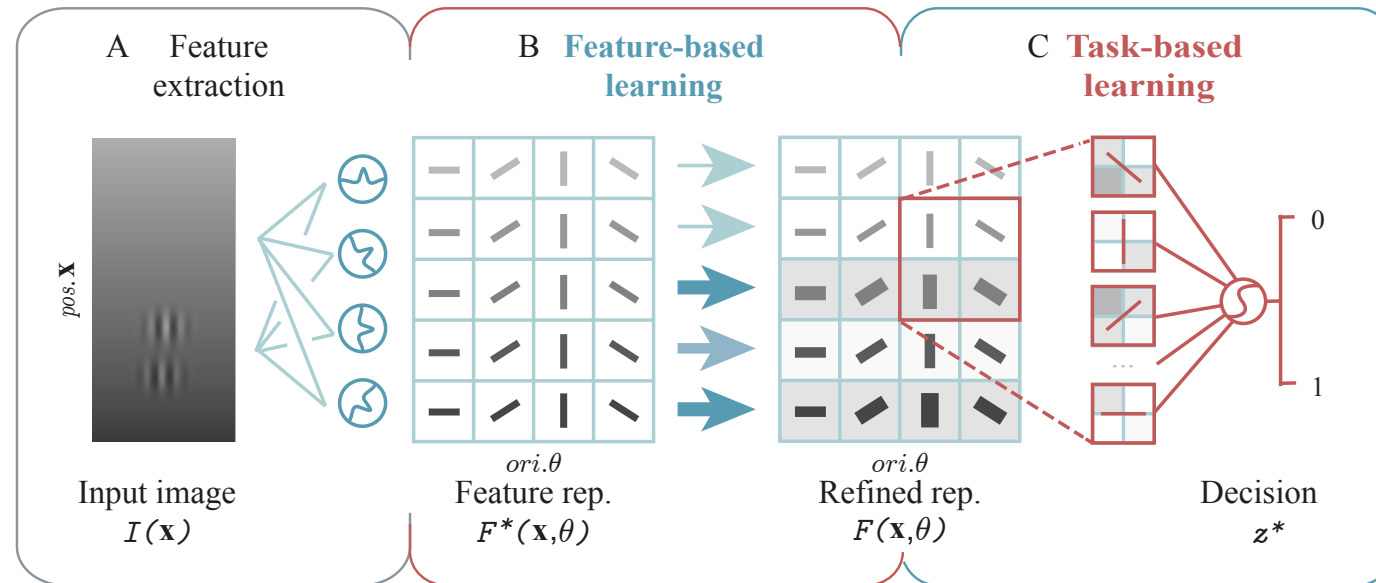 A Feature
extraction
B Feature-based
learning
C Task-based
learning
pos. x
0
...
1
ori.θ
ori.θ
Input image
I(x)
Feature rep.
F*(x,θ)
Refined rep.
F(x,θ)
Decision
z*